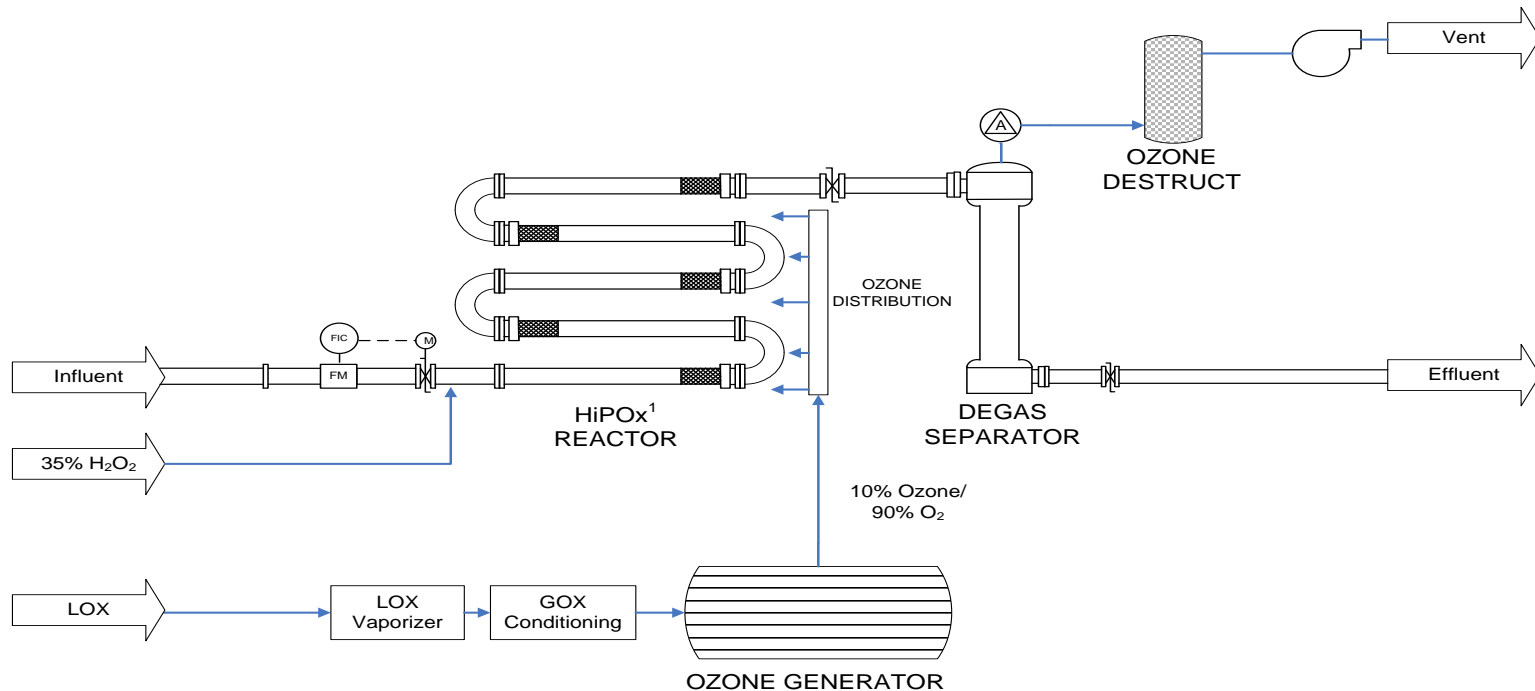 Vent
A
OZONE
DESTRUCT
OZONE
DISTRIBUTION
FIC
M
Influent
FM
Effluent
HiPOx¹
REACTOR
DEGAS
SEPARATOR
35% H₂O₂
10% Ozone/
90% O₂
LOX
LOX
Vaporizer
GOX
Conditioning
OZONE GENERATOR